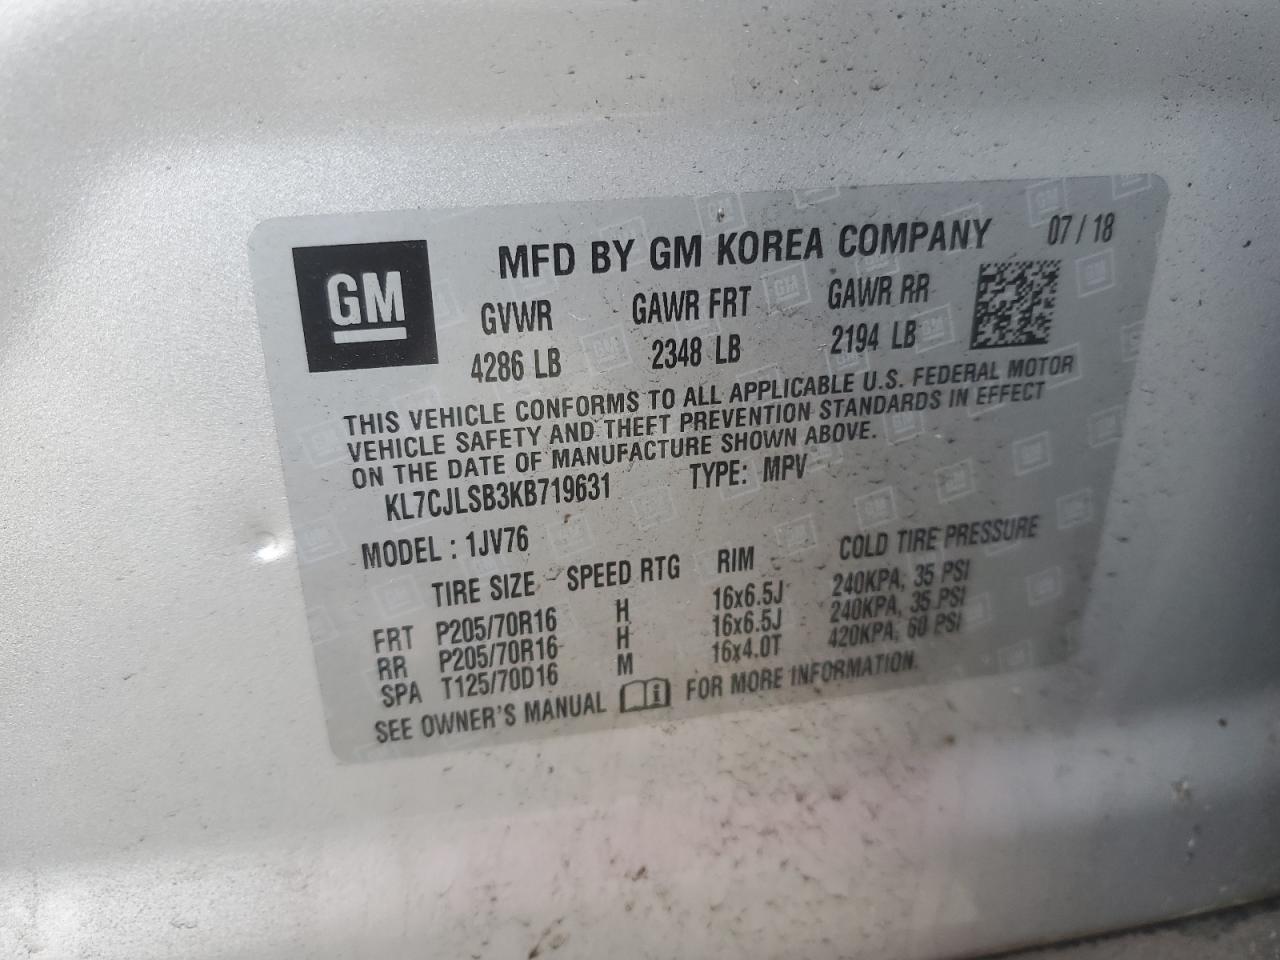 GM
MFD BY GM KOREA COMPANY 07/18
GVWR GAWR FRT GAWR RR
4286 LB 2348 LB 2194 LB
THIS VEHICLE CONFORMS TO ALL APPLICABLE U.S. FEDERAL MOTOR
VEHICLE SAFETY AND THEFT PREVENTION STANDARDS IN EFFECT
ON THE DATE OF MANUFACTURE SHOWN ABOVE.
KL7CJLSB3KB719631 TYPE: MPV
MODEL : 1JV76
TIRE SIZE SPEED RTG RIM COLD TIRE PRESSURE
FRT P205/70R16 H 16x6.5J 240KPA, 35 PSI
RR P205/70R16 H 16x6.5J 240KPA, 35 PSI
SPA T125/70D16 M 16x4.0T 420KPA, 60 PSI
SEE OWNER'S MANUAL FOR MORE INFORMATION.